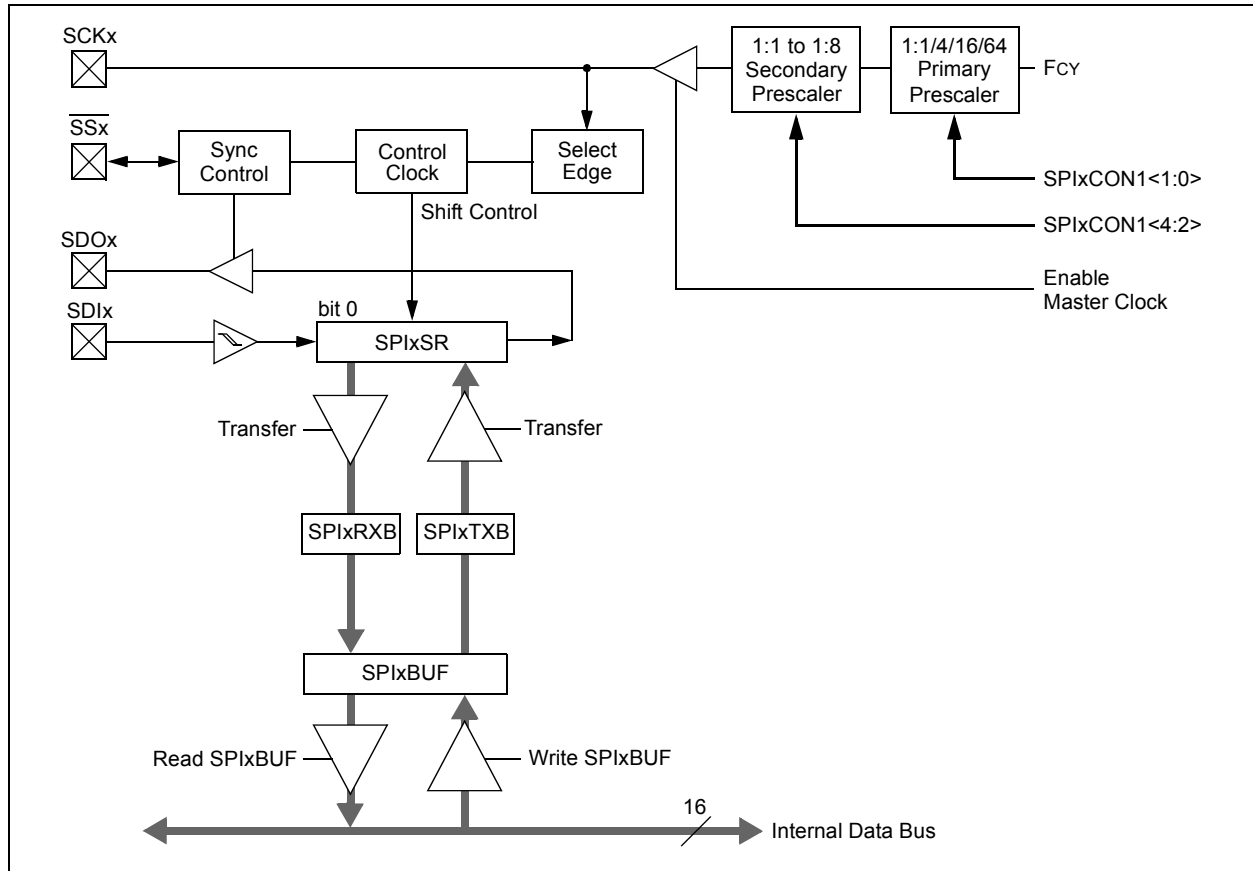 SCKx
1:1 to 1:8
Secondary
Prescaler
1:1/4/16/64
Primary
Prescaler
FCY
SSx
Sync
Control
Control
Clock
Select
Edge
SPIxCON1<1:0>
Shift Control
SPIxCON1<4:2>
SDOx
Enable
Master Clock
SDIx
bit 0
SPIxSR
Transfer
Transfer
SPIxRXB
SPIxTXB
SPIxBUF
Read SPIxBUF
Write SPIxBUF
16
Internal Data Bus